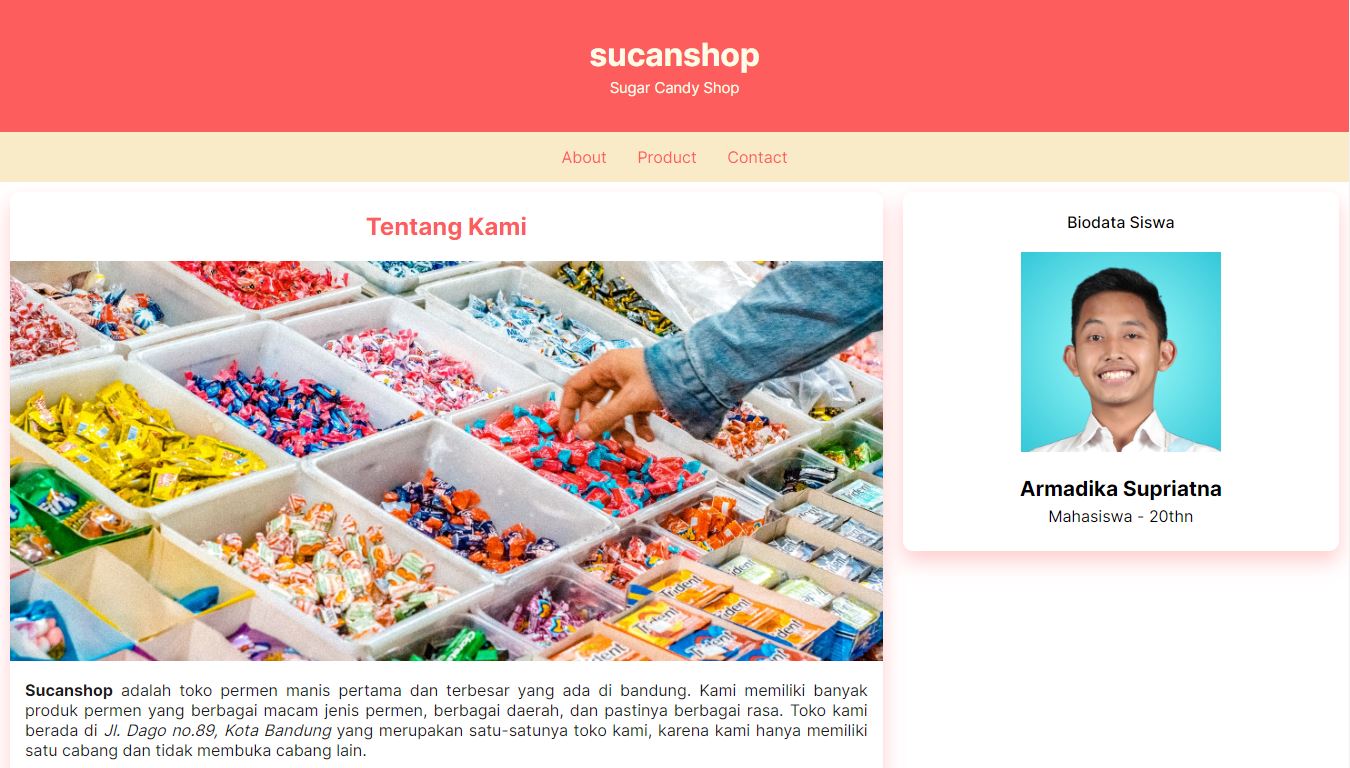 sucanshop
Sugar Candy Shop
About Product Contact
Tentang Kami
Trident
Trident
Trident
Trident
Sucanshop adalah toko permen manis pertama dan terbesar yang ada di bandung. Kami memiliki banyak
produk permen yang berbagai macam jenis permen, berbagai daerah, dan pastinya berbagai rasa. Toko kami
berada di Jl. Dago no.89, Kota Bandung yang merupakan satu-satunya toko kami, karena kami hanya memiliki
satu cabang dan tidak membuka cabang lain.
Biodata Siswa
Armadika Supriatna
Mahasiswa - 20thn